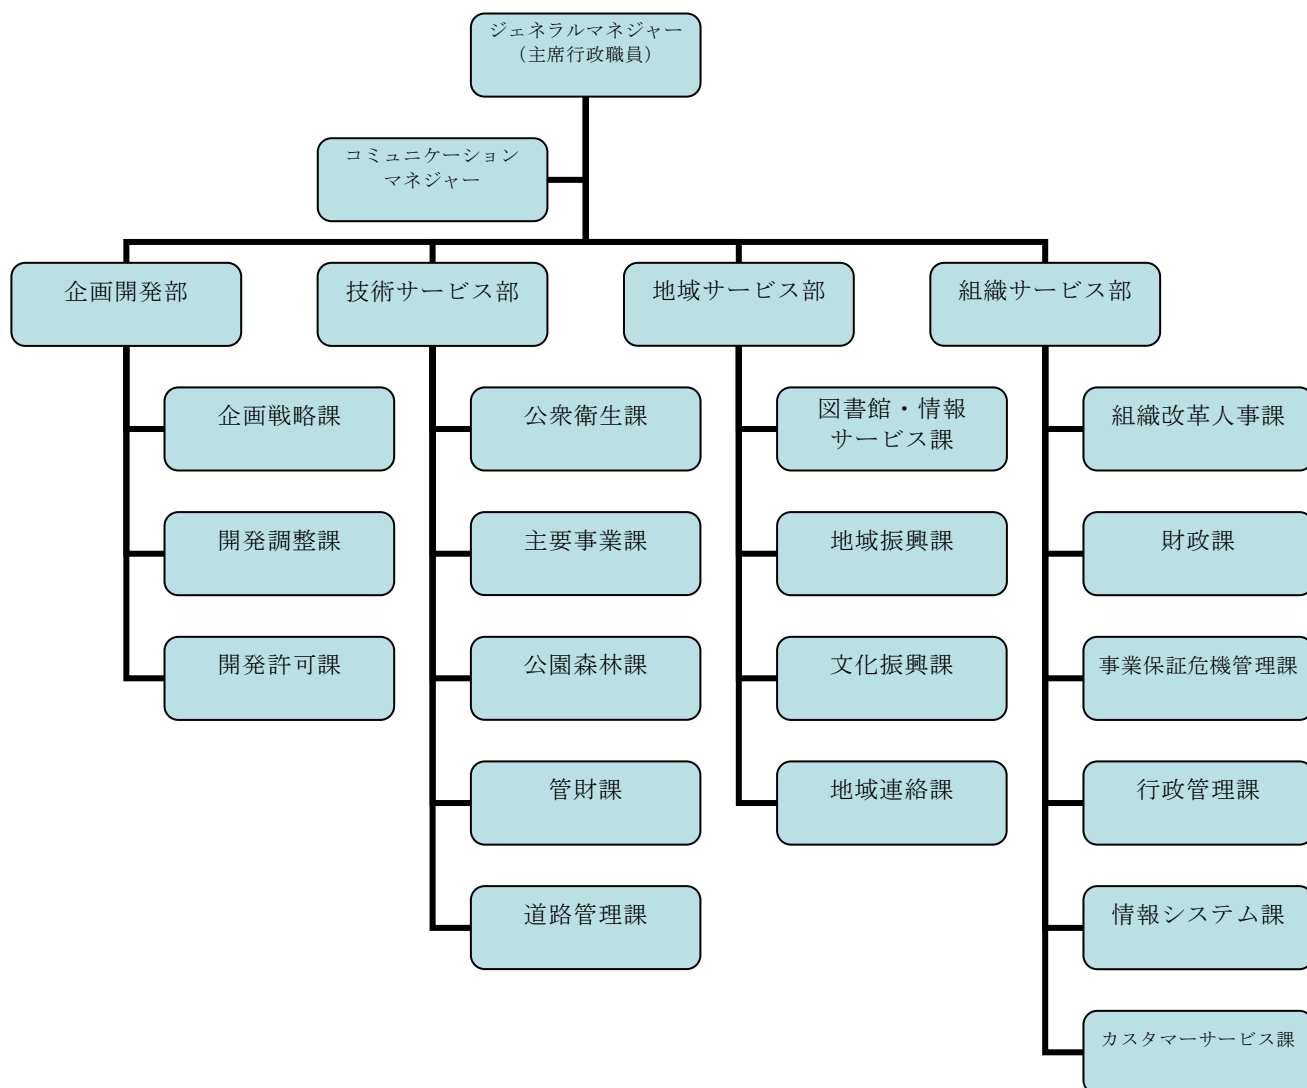 ジェネラルマネジャー
（主席行政職員）
コミュニケーション
マネジャー
企画開発部
技術サービス部
地域サービス部
組織サービス部
企画戦略課
公衆衛生課
図書館・情報
サービス課
組織改革人事課
開発調整課
主要事業課
地域振興課
財政課
開発許可課
公園森林課
文化振興課
事業保証危機管理課
管財課
地域連絡課
行政管理課
道路管理課
情報システム課
カスタマーサービス課